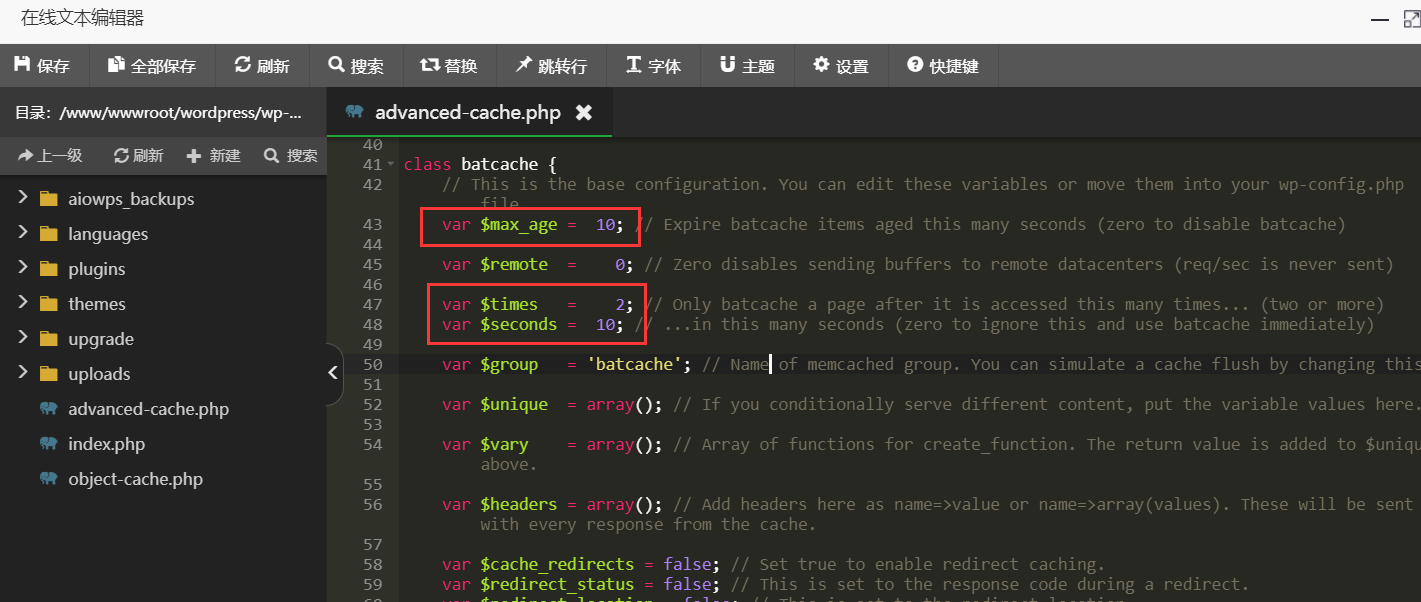 在线文本编辑器
保存 全部保存 刷新 搜索 替换 跳转行 字体 主题 设置 快捷键
目录：/www/wwwroot/wordpress/wp-...
advanced-cache.php
上一级 刷新 新建 搜索
aiowps_backups
languages
plugins
themes
upgrade
uploads
advanced-cache.php
index.php
object-cache.php
40
41 class batcache {
42 // This is the base configuration. You can edit these variables or move them into your wp-config.php
file.
43 var $max_age = 10; // Expire batcache items aged this many seconds (zero to disable batcache)
44
45 var $remote = 0; // Zero disables sending buffers to remote datacenters (req/sec is never sent)
46
47 var $times = 2; // Only batcache a page after it is accessed this many times... (two or more)
48 var $seconds = 10; // ...in this many seconds (zero to ignore this and use batcache immediately)
49
50 var $group = 'batcache'; // Name of memcached group. You can simulate a cache flush by changing this
51
52 var $unique = array(); // If you conditionally serve different content, put the variable values here.
53
54 var $vary = array(); // Array of functions for create_function. The return value is added to $uniqu
above.
55
56 var $headers = array(); // Add headers here as name=>value or name=>array(values). These will be sent
with every response from the cache.
57
58 var $cache_redirects = false; // Set true to enable redirect caching.
59 var $redirect_status = false; // This is set to the response code during a redirect.
60 var $redirect_location = false; // This is set to the redirect location.